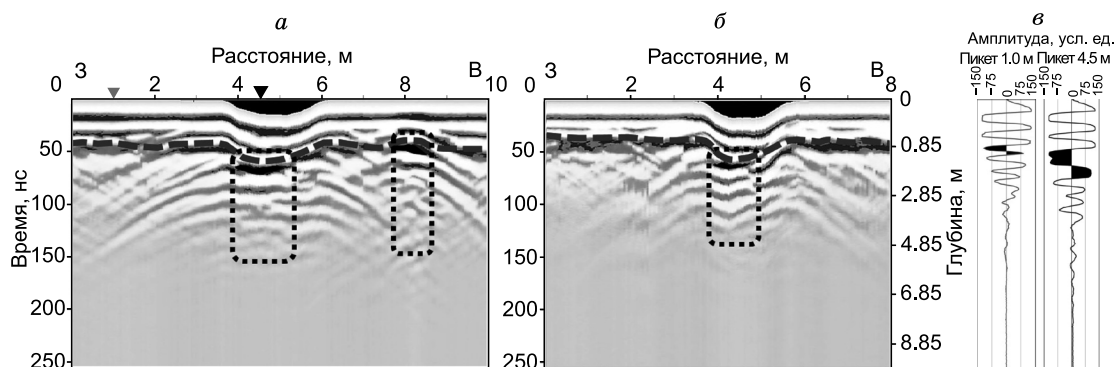 а
Расстояние, м
0 З 2 4 6 8 В 10
0
50
100
150
200
250
Время, нс
б
Расстояние, м
0 З 2 4 6 В 8
0
50
100
150
200
250
0
0.85
2.85
4.85
6.85
8.85
Глубина, м
в
Амплитуда, усл. ед.
Пикет 1.0 м Пикет 4.5 м
−150 −75 0 75 150 −150 −75 0 75 150